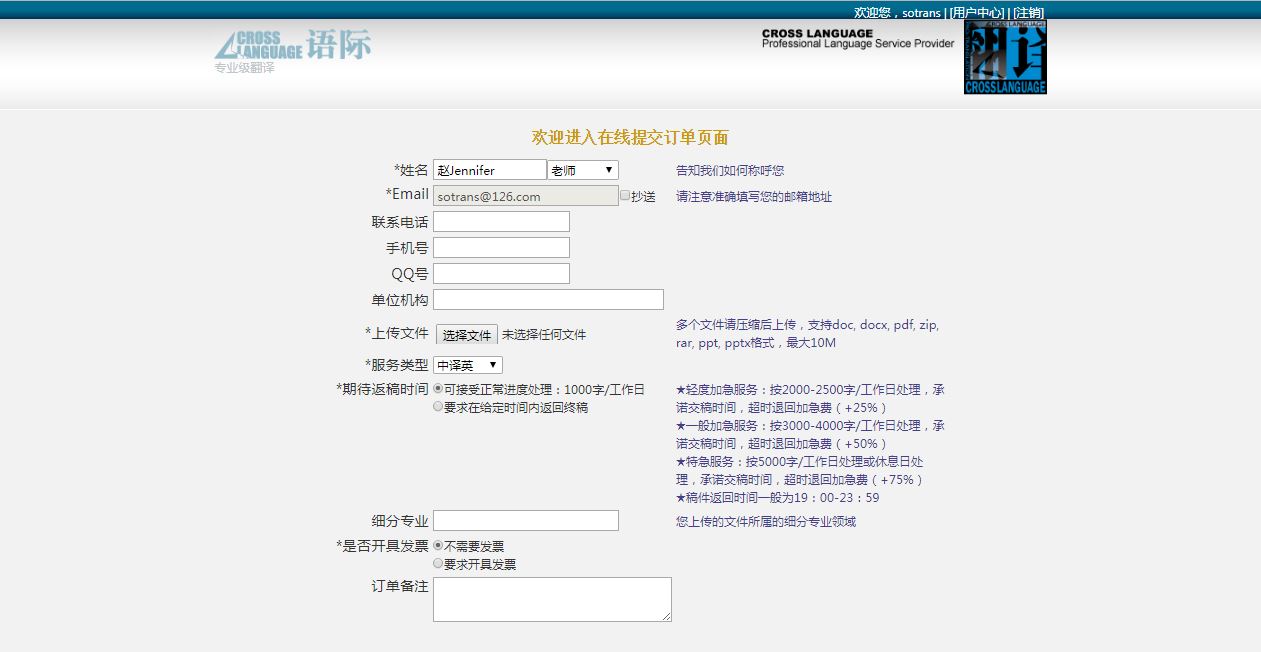 欢迎您，sotrans | [用户中心] | [注销]
CROSS LANGUAGE 语际
专业级翻译
CROSS LANGUAGE
Professional Language Service Provider
CROSSLANGUAGE
欢迎进入在线提交订单页面
*姓名 赵Jennifer 老师 告知我们如何称呼您
*Email sotrans@126.com 抄送 请注意准确填写您的邮箱地址
联系电话
手机号
QQ号
单位机构
*上传文件 选择文件 未选择任何文件 多个文件请压缩后上传，支持doc, docx, pdf, zip,
rar, ppt, pptx格式，最大10M
*服务类型 中译英
*期待返稿时间 可接受正常进度处理：1000字/工作日
要求在给定时间内返回终稿
★轻度加急服务：按2000-2500字/工作日处理，承
诺交稿时间，超时退回加急费（+25%）
★一般加急服务：按3000-4000字/工作日处理，承
诺交稿时间，超时退回加急费（+50%）
★特急服务：按5000字/工作日处理或休息日处
理，承诺交稿时间，超时退回加急费（+75%）
★稿件返回时间一般为19：00-23：59
细分专业 您上传的文件所属的细分专业领域
*是否开具发票 不需要发票
要求开具发票
订单备注